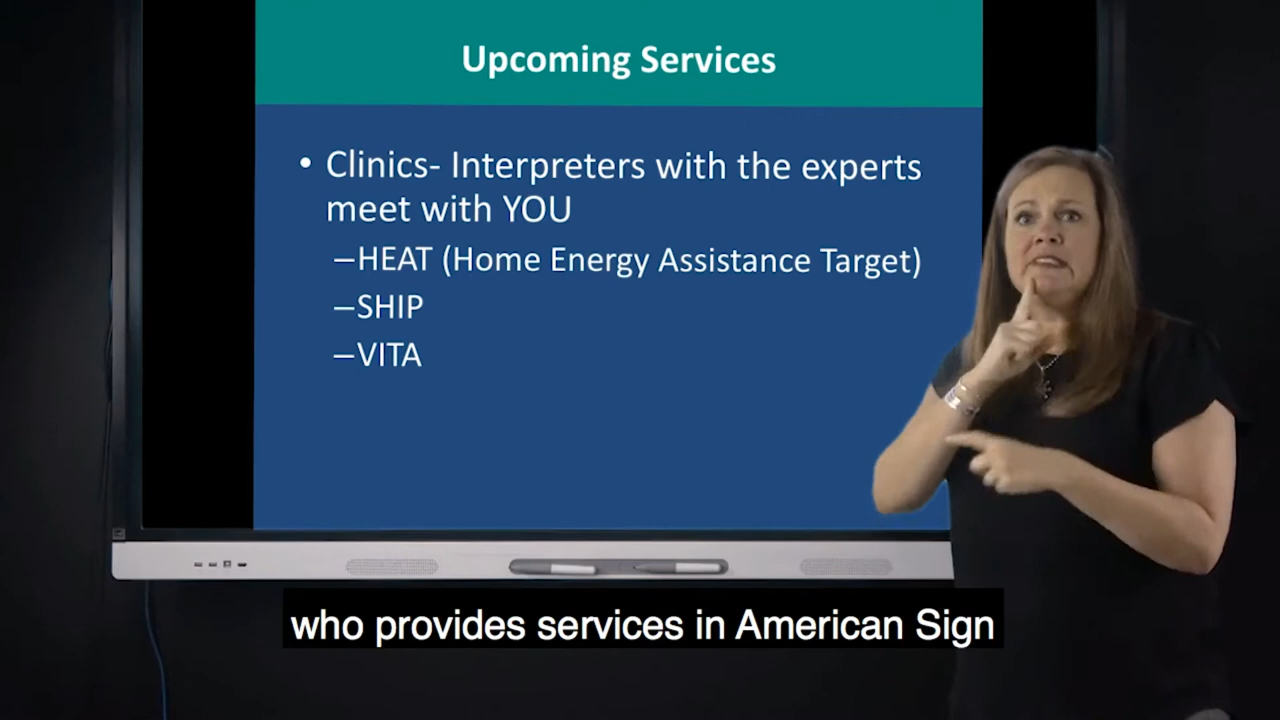 Upcoming Services
• Clinics- Interpreters with the experts
meet with YOU
–HEAT (Home Energy Assistance Target)
–SHIP
–VITA
who provides services in American Sign